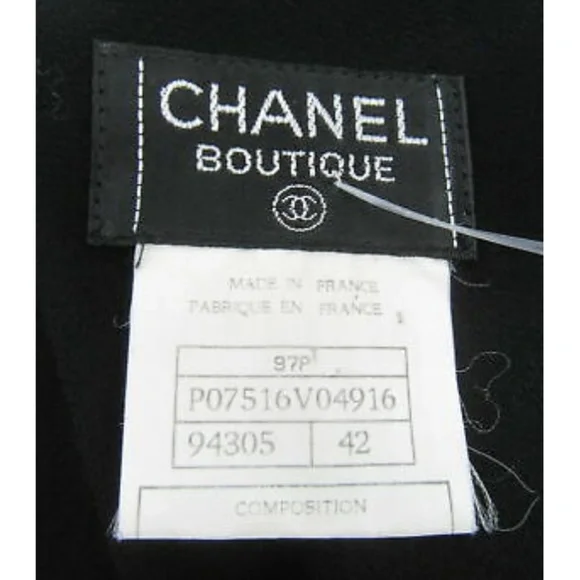 CHANEL
BOUTIQUE
MADE IN FRANCE
FABRIQUE EN FRANCE
97P
P07516V04916
94305 42
COMPOSITION